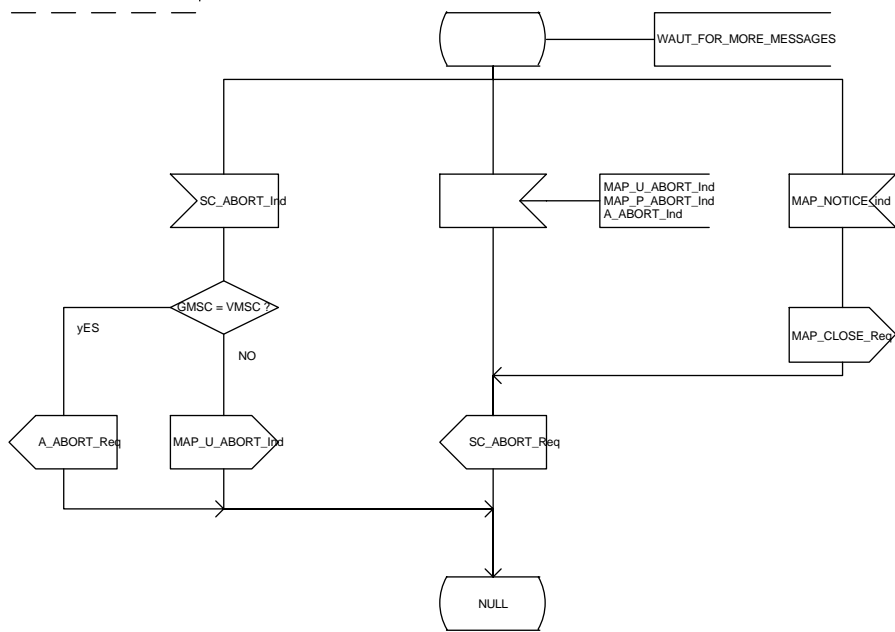 WAUT_FOR_MORE_MESSAGES
SC_ABORT_Ind
MAP_U_ABORT_Ind
MAP_P_ABORT_Ind
A_ABORT_Ind
MAP_NOTICE_ind
GMSC = VMSC ?
yES
NO
MAP_CLOSE_Req
A_ABORT_Req
MAP_U_ABORT_Ind
SC_ABORT_Req
NULL